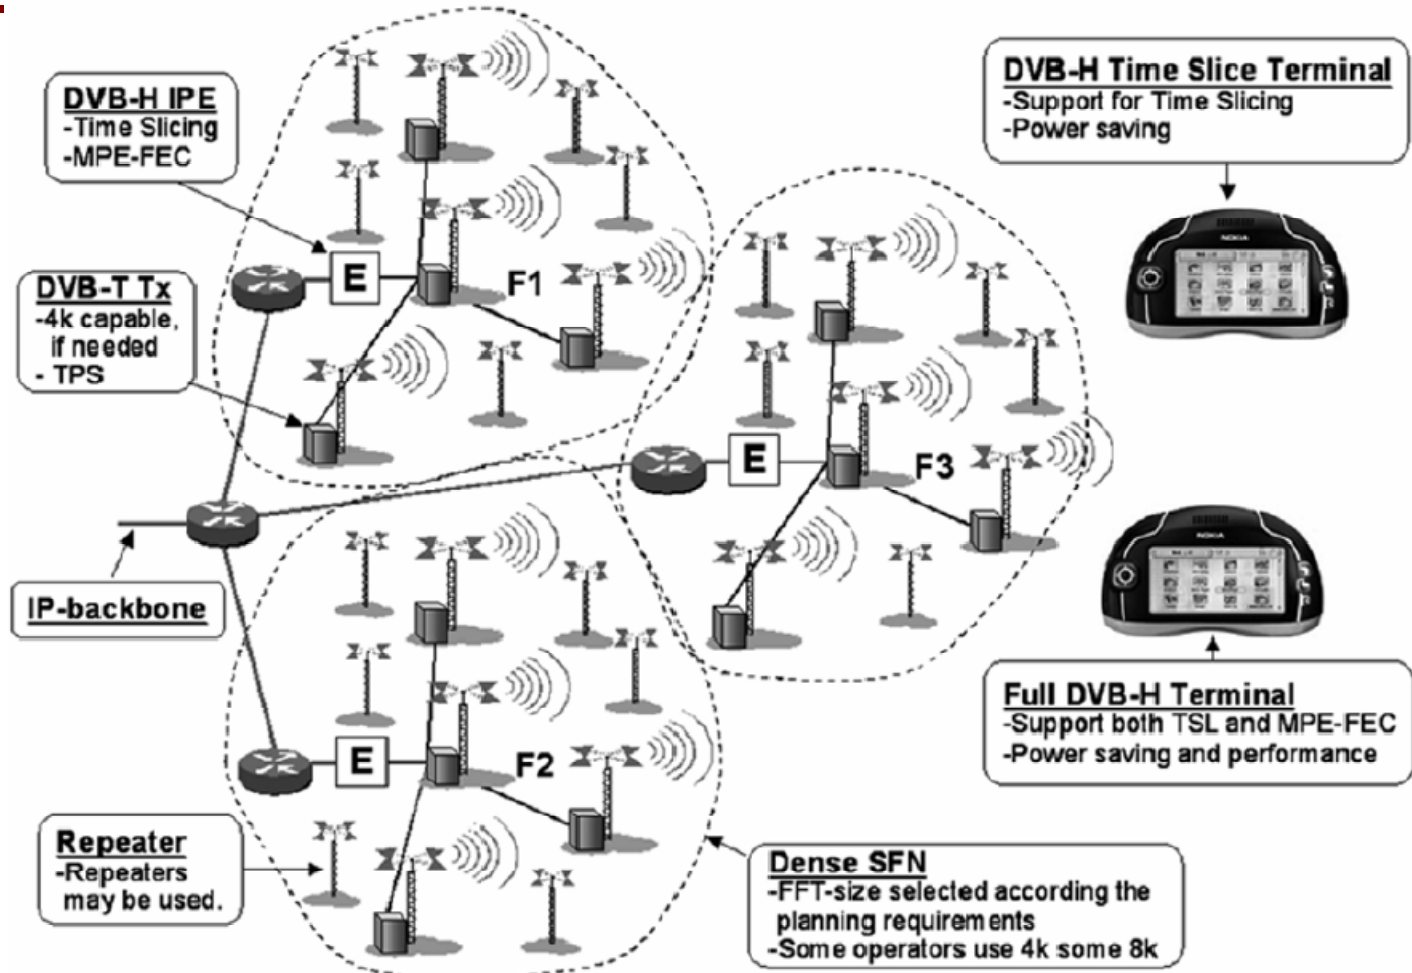 DVB-H IPE
-Time Slicing
-MPE-FEC
DVB-H Time Slice Terminal
-Support for Time Slicing
-Power saving
NOKIA
E
F1
DVB-T Tx
-4k capable,
if needed
- TPS
E
F3
IP-backbone
NOKIA
Full DVB-H Terminal
-Support both TSL and MPE-FEC
-Power saving and performance
E
F2
Repeater
-Repeaters
may be used.
Dense SFN
-FFT-size selected according the
planning requirements
-Some operators use 4k some 8k